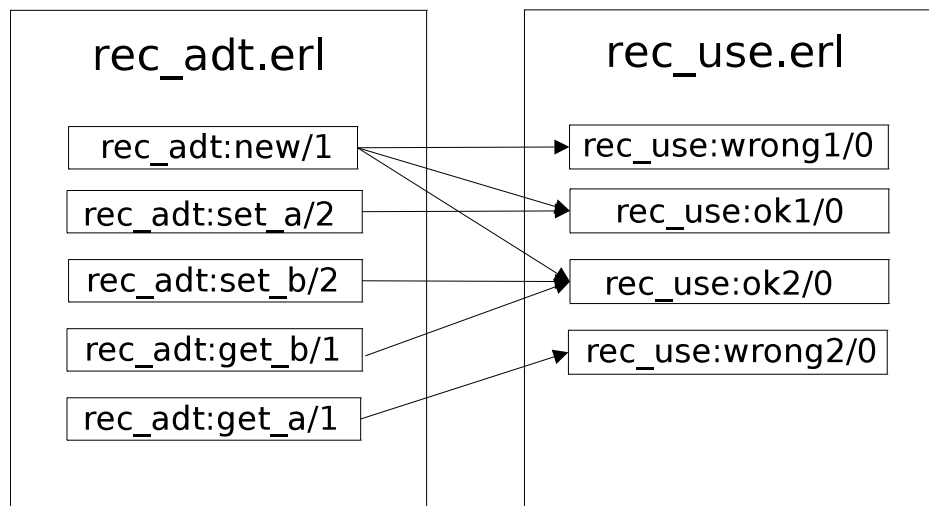 rec_adt.erl
rec_adt:new/1
rec_adt:set_a/2
rec_adt:set_b/2
rec_adt:get_b/1
rec_adt:get_a/1
rec_use.erl
rec_use:wrong1/0
rec_use:ok1/0
rec_use:ok2/0
rec_use:wrong2/0